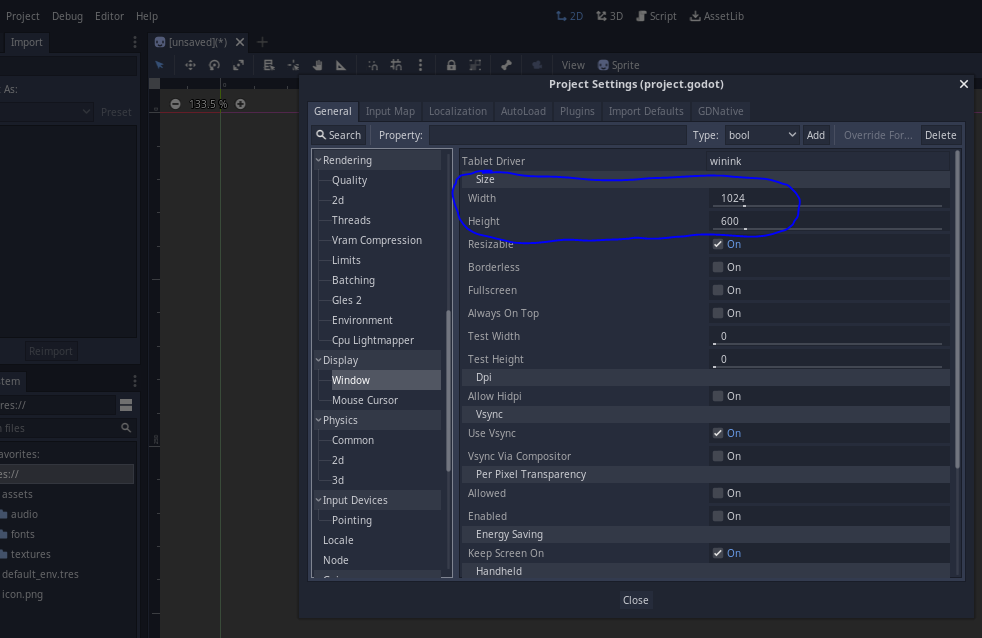 Project Debug Editor Help 2D 3D Script AssetLib
Import [unsaved](*)
View Sprite
As:
Preset
133.5 %
Project Settings (project.godot)
General Input Map Localization AutoLoad Plugins Import Defaults GDNative
Search Property: Type: bool Add Override For... Delete
Rendering
Quality
2d
Threads
Vram Compression
Limits
Batching
Gles 2
Environment
Cpu Lightmapper
Display
Window
Mouse Cursor
Physics
Common
2d
3d
Input Devices
Pointing
Locale
Node
Tablet Driver winink
Size
Width 1024
Height 600
Resizable On
Borderless On
Fullscreen On
Always On Top On
Test Width 0
Test Height 0
Dpi
Allow Hidpi On
Vsync
Use Vsync On
Vsync Via Compositor On
Per Pixel Transparency
Allowed On
Enabled On
Energy Saving
Keep Screen On On
Handheld
Close
Reimport
stem
res://
files
avorites:
es://
assets
audio
fonts
textures
default_env.tres
icon.png